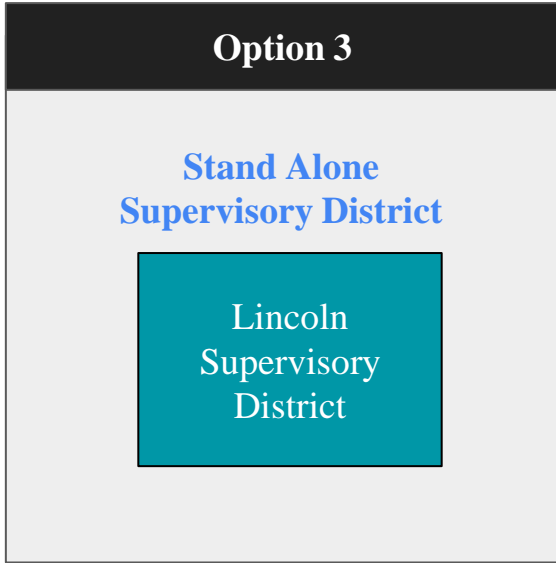 Option 3
Stand Alone
Supervisory District
Lincoln
Supervisory
District